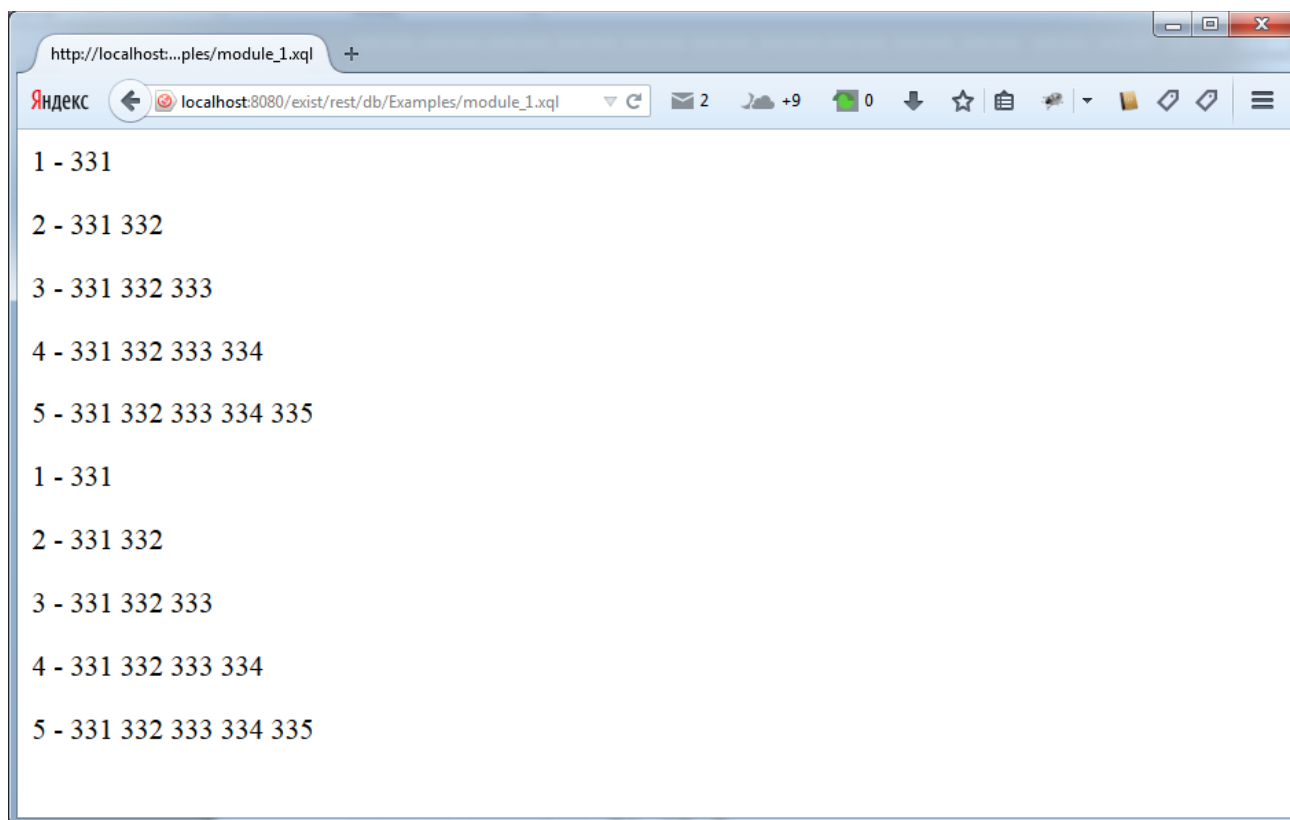 http://localhost:...ples/module_1.xql
Яндекс localhost:8080/exist/rest/db/Examples/module_1.xql 2 +9 0
1 - 331
2 - 331 332
3 - 331 332 333
4 - 331 332 333 334
5 - 331 332 333 334 335
1 - 331
2 - 331 332
3 - 331 332 333
4 - 331 332 333 334
5 - 331 332 333 334 335